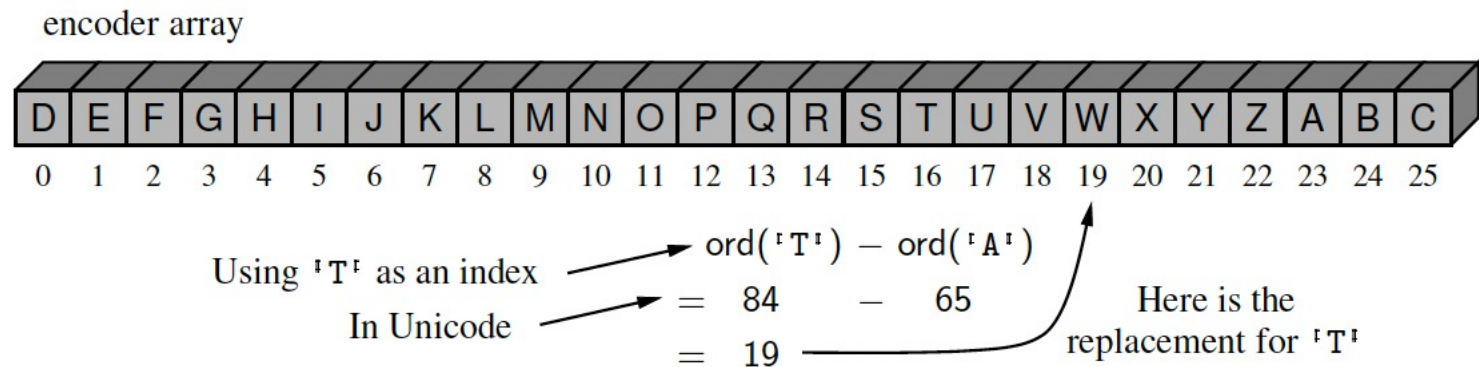 encoder array
D E F G H I J K L M N O P Q R S T U V W X Y Z A B C
0 1 2 3 4 5 6 7 8 9 10 11 12 13 14 15 16 17 18 19 20 21 22 23 24 25
ord('T') − ord('A')
Using 'T' as an index
= 84 − 65
In Unicode
= 19
Here is the
replacement for 'T'